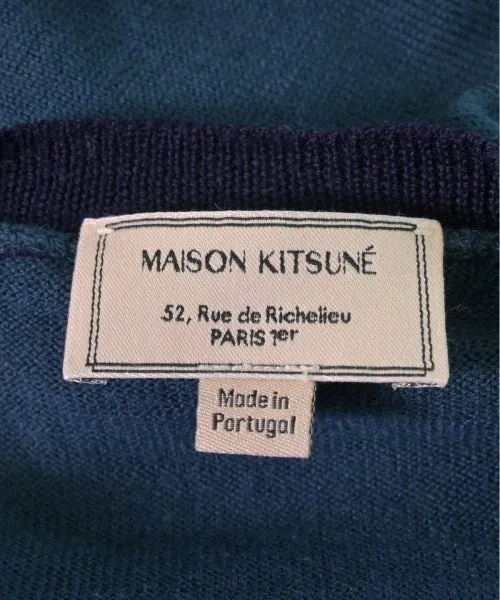 MAISON KITSUNÉ
52, Rue de Richelieu
PARIS 1er
Made in
Portugal